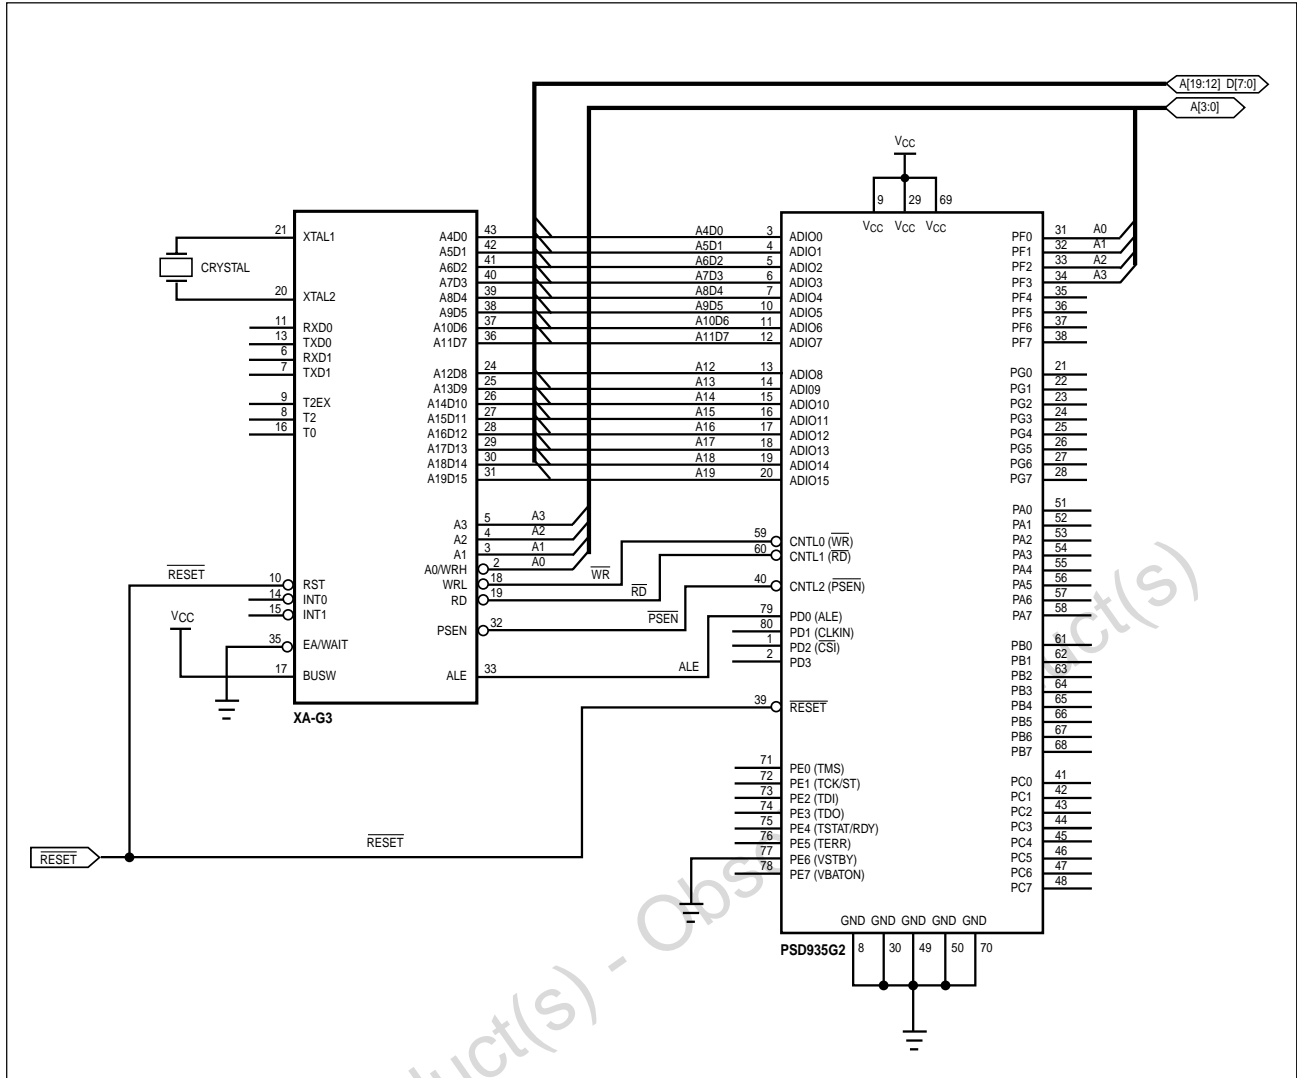 A[19:12] D[7:0]
A[3:0]
VCC
9 29 69
VCC VCC VCC
21 XTAL1
CRYSTAL
20 XTAL2
11 RXD0
13 TXD0
6 RXD1
7 TXD1
9 T2EX
8 T2
16 T0
RESET
10 RST
14 INT0
15 INT1
VCC
35 EA/WAIT
17 BUSW
XA-G3
A4D0 43
A5D1 42
A6D2 41
A7D3 40
A8D4 39
A9D5 38
A10D6 37
A11D7 36
A12D8 24
A13D9 25
A14D10 26
A15D11 27
A16D12 28
A17D13 29
A18D14 30
A19D15 31
A3 5 A3
A2 4 A2
A1 3 A1
A0/WRH 2 A0
WRL 18 WR
RD 19 RD
PSEN 32 PSEN
ALE 33 ALE
A4D0 3 ADIO0
A5D1 4 ADIO1
A6D2 5 ADIO2
A7D3 6 ADIO3
A8D4 7 ADIO4
A9D5 10 ADIO5
A10D6 11 ADIO6
A11D7 12 ADIO7
A12 13 ADIO8
A13 14 ADI09
A14 15 ADIO10
A15 16 ADIO11
A16 17 ADIO12
A17 18 ADIO13
A18 19 ADIO14
A19 20 ADIO15
59 CNTL0 (WR)
60 CNTL1 (RD)
40 CNTL2 (PSEN)
79 PD0 (ALE)
80 PD1 (CLKIN)
1 PD2 (CSI)
2 PD3
39 RESET
71 PE0 (TMS)
72 PE1 (TCK/ST)
73 PE2 (TDI)
74 PE3 (TDO)
75 PE4 (TSTAT/RDY)
76 PE5 (TERR)
77 PE6 (VSTBY)
78 PE7 (VBATON)
PF0 31 A0
PF1 32 A1
PF2 33 A2
PF3 34 A3
PF4 35
PF5 36
PF6 37
PF7 38
PG0 21
PG1 22
PG2 23
PG3 24
PG4 25
PG5 26
PG6 27
PG7 28
PA0 51
PA1 52
PA2 53
PA3 54
PA4 55
PA5 56
PA6 57
PA7 58
PB0 61
PB1 62
PB2 63
PB3 64
PB4 65
PB5 66
PB6 67
PB7 68
PC0 41
PC1 42
PC2 43
PC3 44
PC4 45
PC5 46
PC6 47
PC7 48
GND GND GND GND GND
PSD935G2
8 30 49 50 70
RESET
RESET
uct(s)
duct(s) - Obs